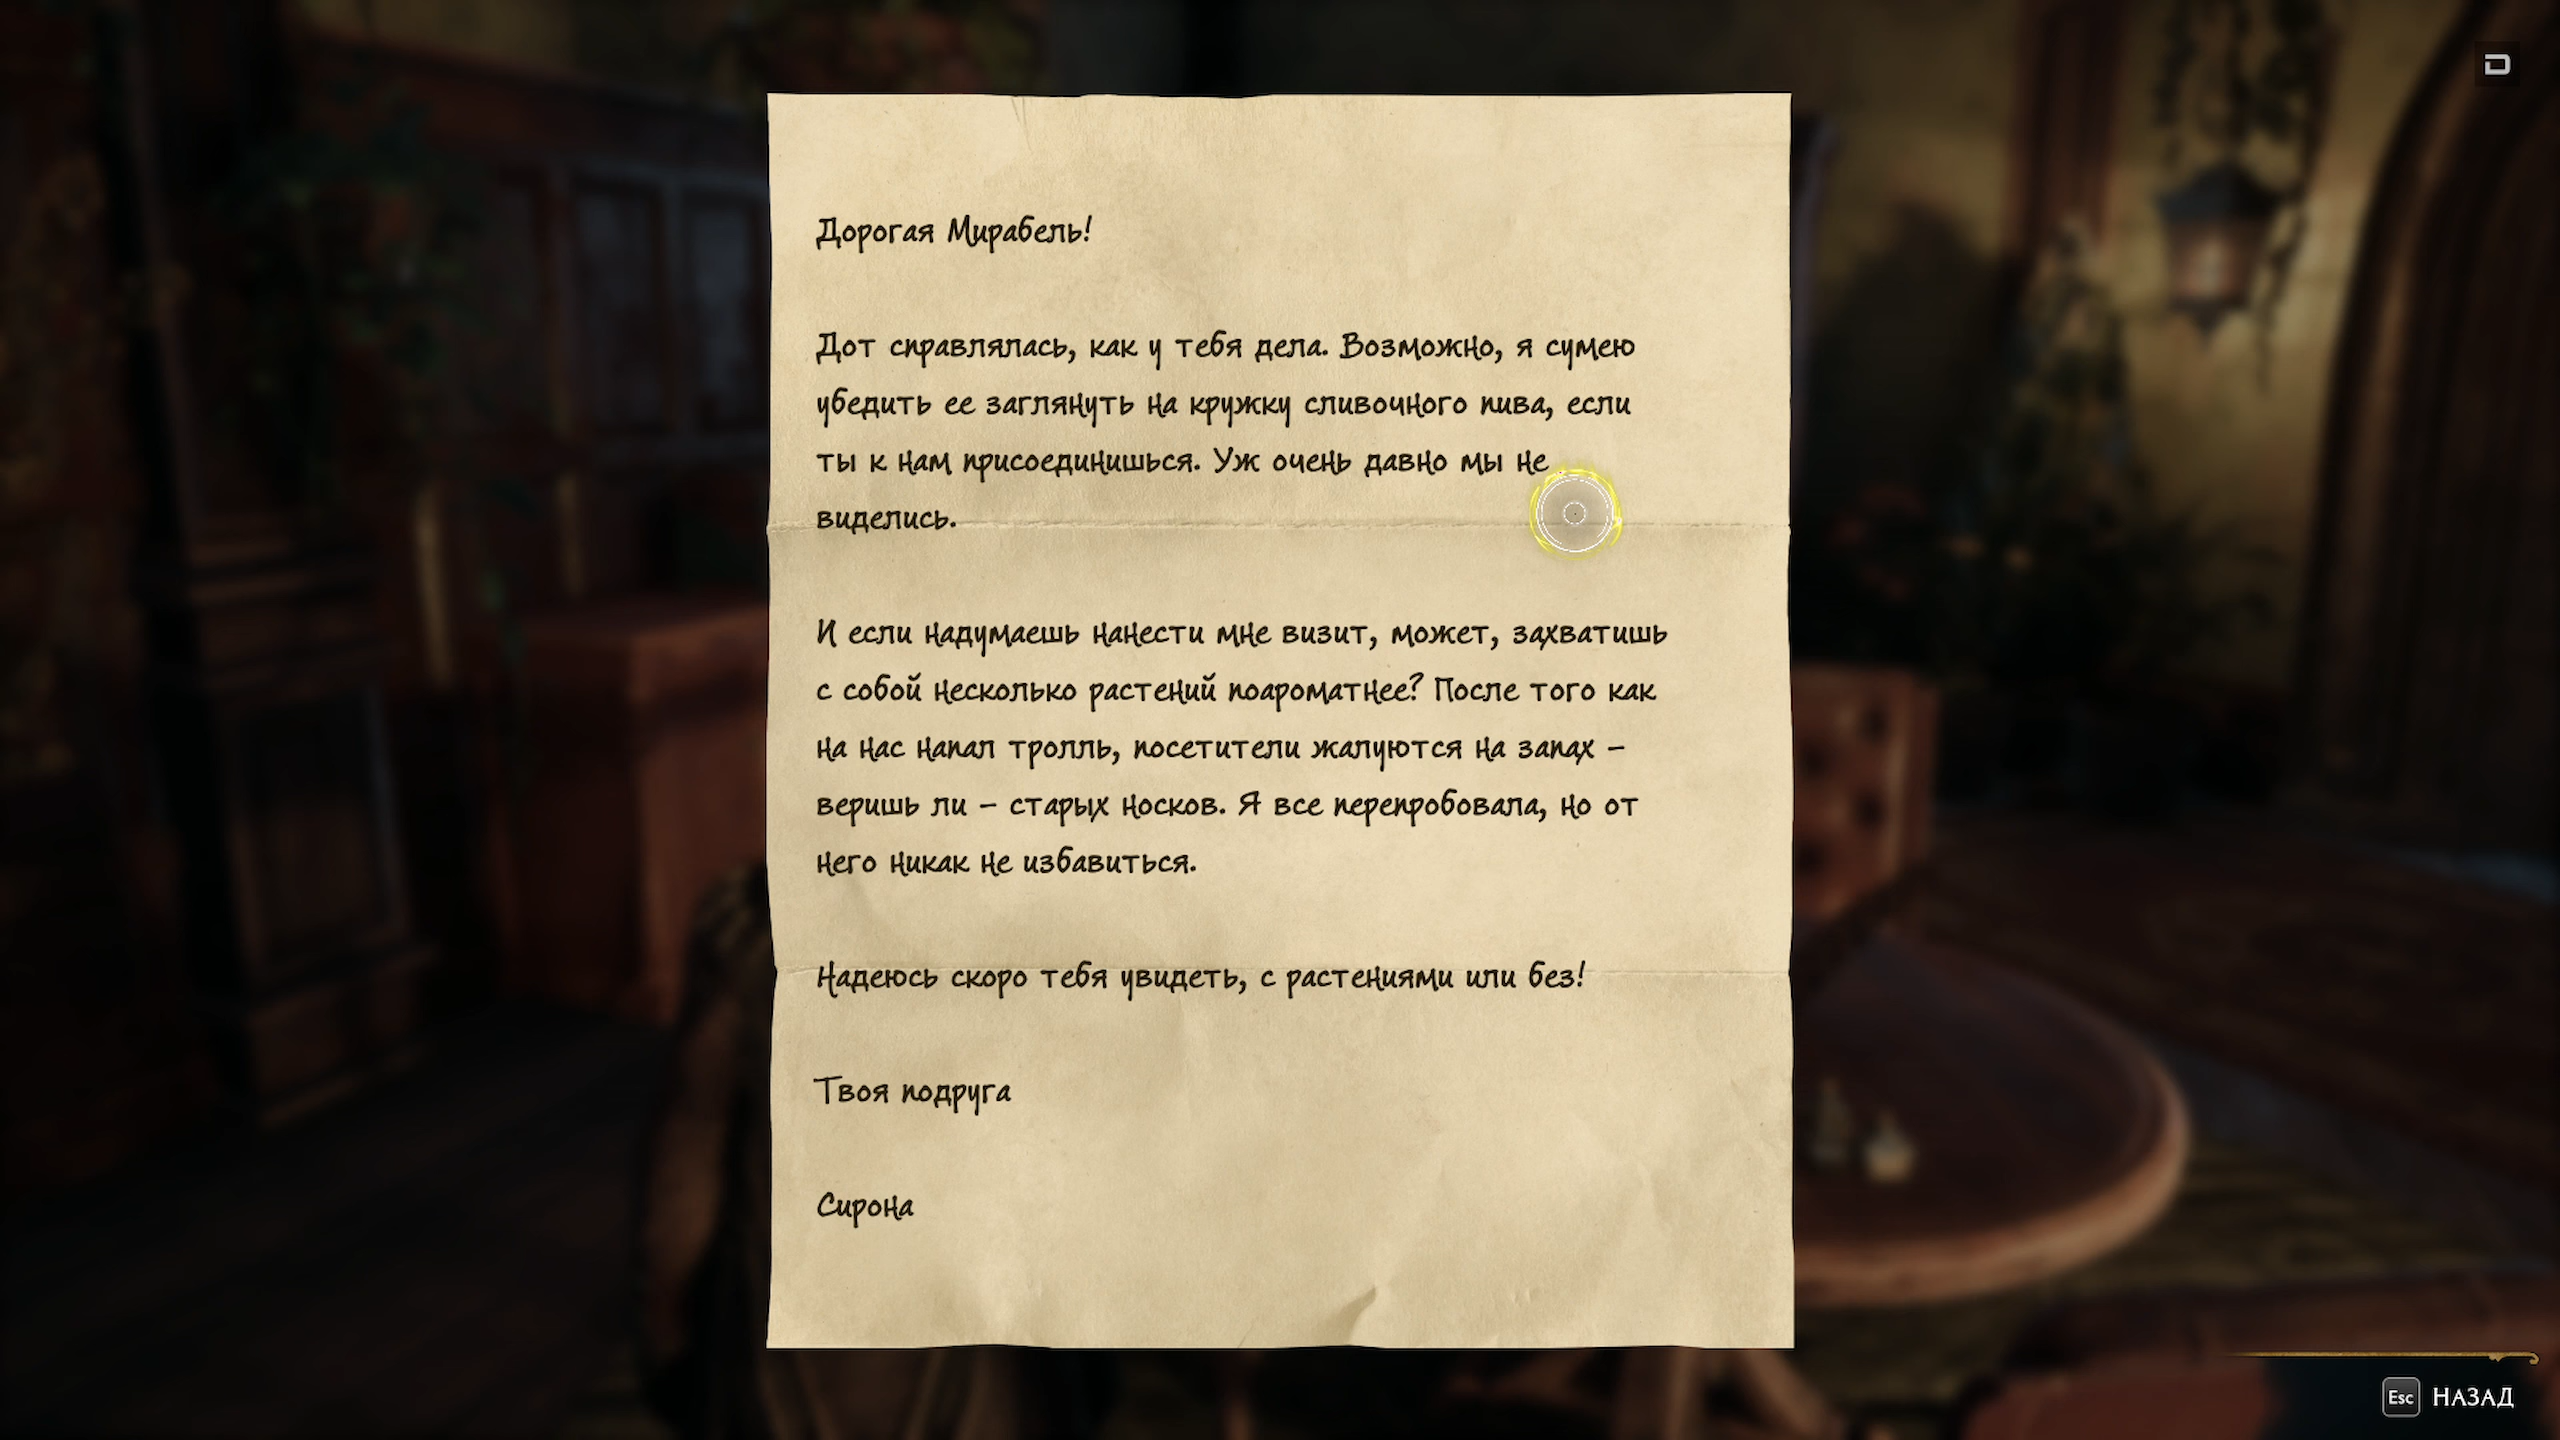 Дорогая Мирабель!
Дот справлялась, как у тебя дела. Возможно, я сумею
убедить ее заглянуть на кружку сливочного пива, если
ты к нам присоединишься. Уж очень давно мы не
виделись.
И если надумаешь нанести мне визит, может, захватишь
с собой несколько растений поароматнее? После того как
на нас напал тролль, посетители жалуются на запах –
веришь ли – старых носков. Я все перепробовала, но от
него никак не избавиться.
Надеюсь скоро тебя увидеть, с растениями или без!
Твоя подруга
Сирона
Esc НАЗАД